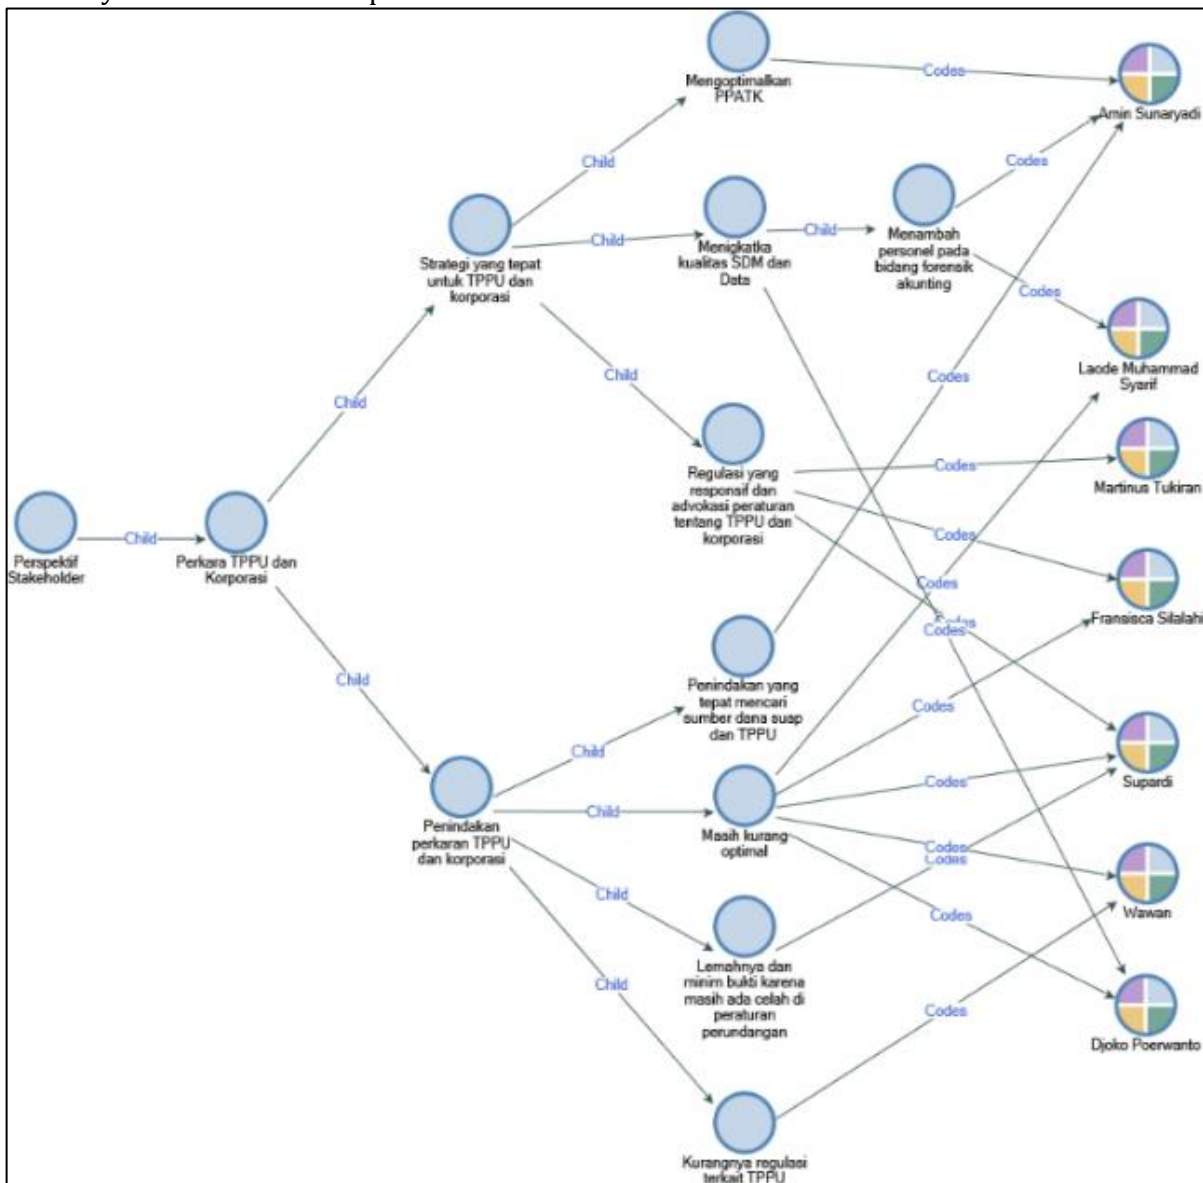 Mengoptimalkan
PPATK
Codes
Amin Sunaryadi
Child
Codes
Strategi yang tepat
untuk TPPU dan
korporasi
Child
Menigkatka
kualitas SDM dan
Data
Child
Menambah
personel pada
bidang forensik
akunting
Codes
Laode Muhammad
Syarif
Child
Codes
Child
Regulasi yang
responsif dan
advokasi peraturan
tentang TPPU dan
korporasi
Codes
Martinus Tukiran
Perspektif
Stakeholder
Child
Perkara TPPU dan
Korporasi
Codes
Codes
Fransisca Silalahi
Codes
Codes
Child
Penindakan yang
tepat mencari
sumber dana suap
dan TPPU
Codes
Child
Supardi
Penindakan
perkaran TPPU
dan korporasi
Child
Masih kurang
optimal
Codes
Codes
Codes
Wawan
Child
Codes
Lemahnya dan
minim bukti karena
masih ada celah di
peraturan
perundangan
Child
Codes
Djoko Poerwanto
Kurangnya regulasi
terkait TPPU